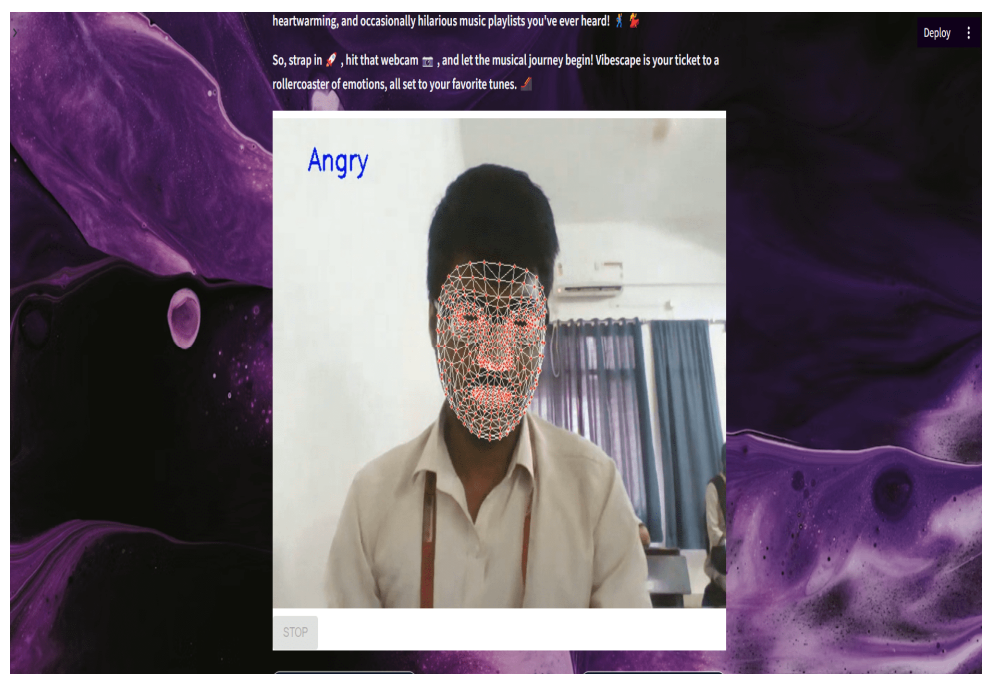 heartwarming, and occasionally hilarious music playlists you've ever heard! 🕺 💃
Deploy
So, strap in 🚀 , hit that webcam 📷 , and let the musical journey begin! Vibescape is your ticket to a
rollercoaster of emotions, all set to your favorite tunes. 🎢
Angry
STOP